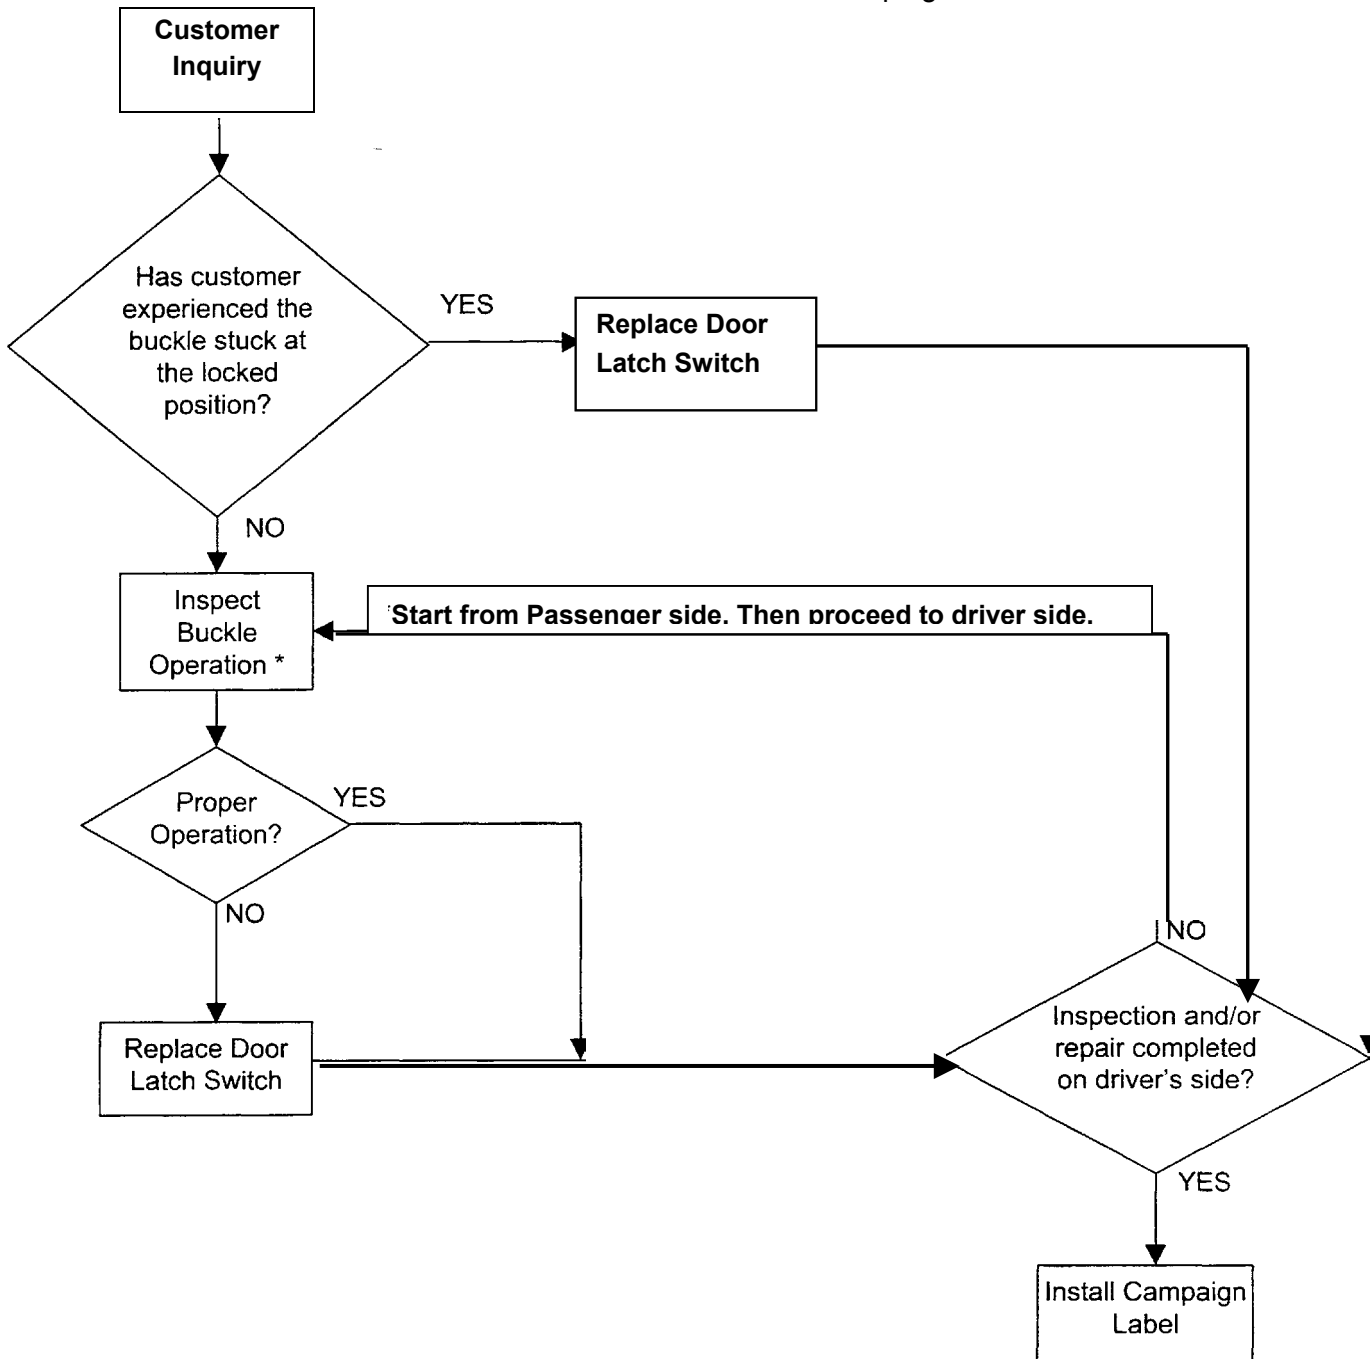 Customer
Inquiry
Has customer
experienced the
buckle stuck at
the locked
position?
YES
Replace Door
Latch Switch
NO
Inspect
Buckle
Operation *
Start from Passenger side. Then proceed to driver side.
Proper
Operation?
YES
NO
Replace Door
Latch Switch
NO
Inspection and/or
repair completed
on driver's side?
YES
Install Campaign
Label